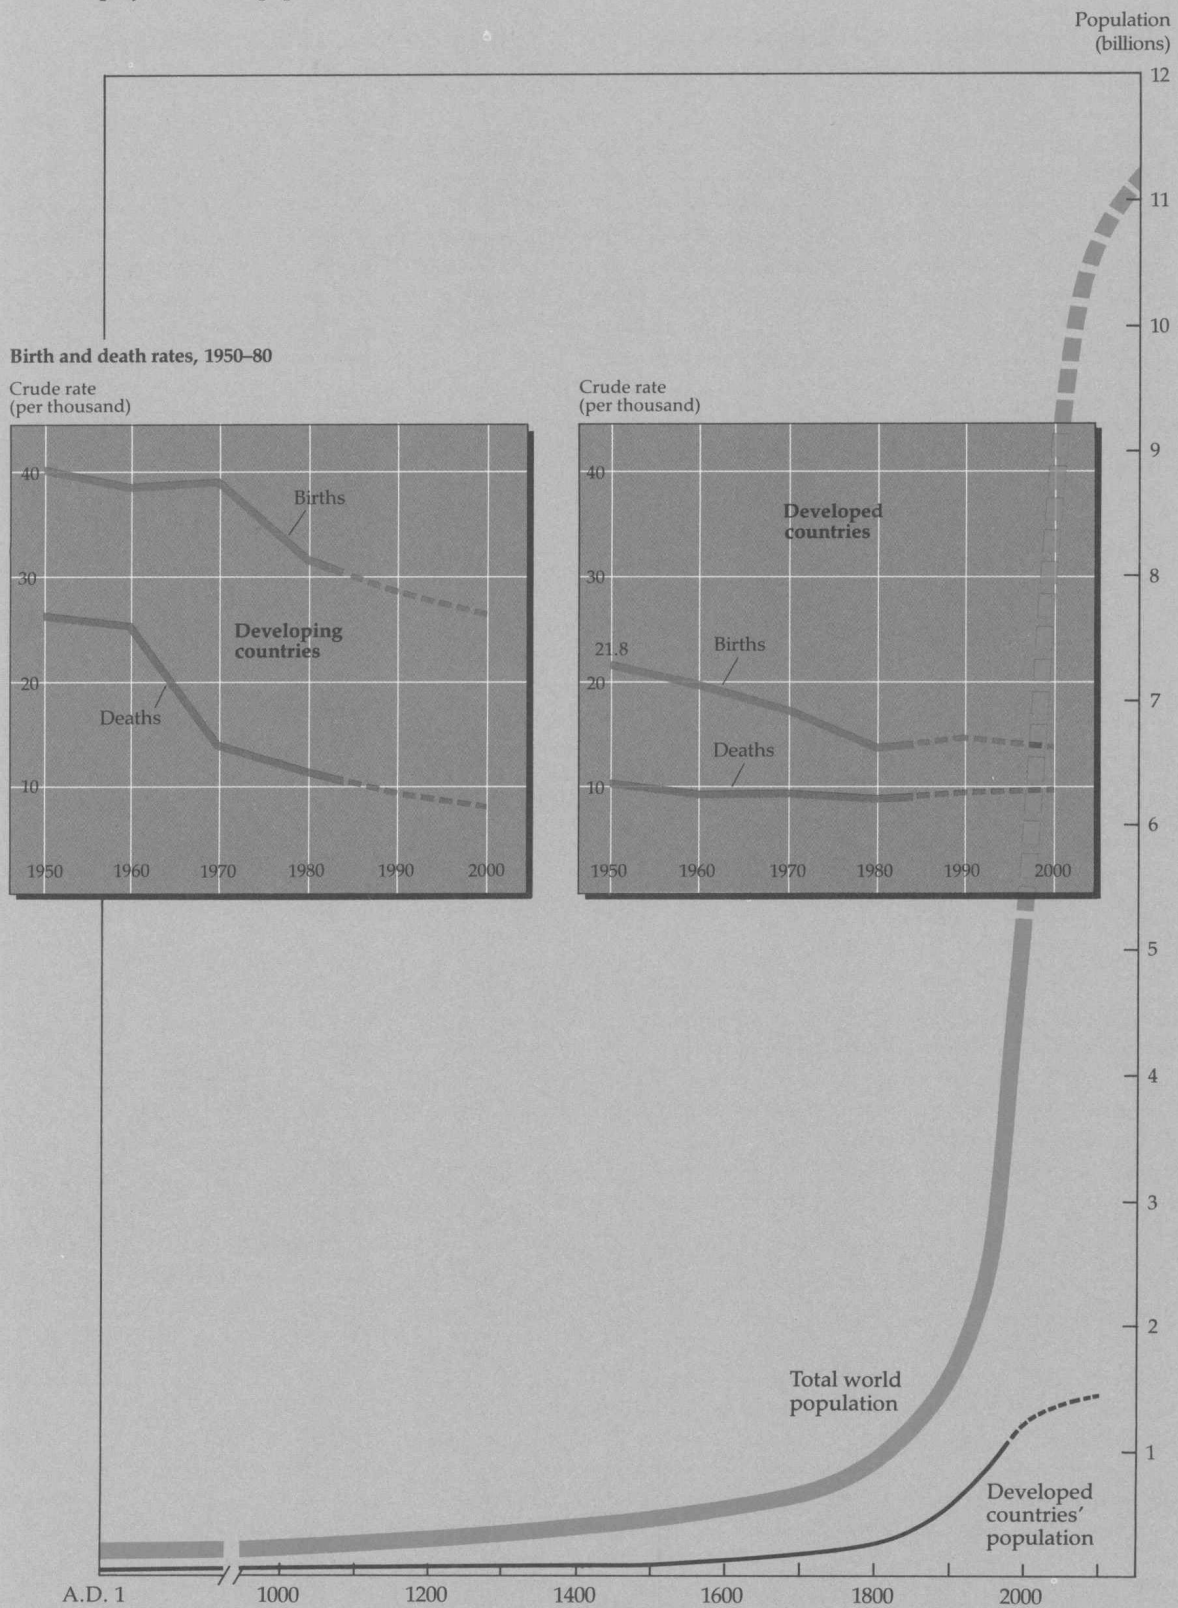 Population
(billions)
12
11
10
9
8
7
6
5
4
3
2
1
Birth and death rates, 1950–80
Crude rate
(per thousand)
40
30
20
10
Births
Developing
countries
Deaths
1950 1960 1970 1980 1990 2000
Crude rate
(per thousand)
40
30
20
10
Developed
countries
21.8
Births
Deaths
1950 1960 1970 1980 1990 2000
Total world
population
Developed
countries'
population
A.D. 1 1000 1200 1400 1600 1800 2000